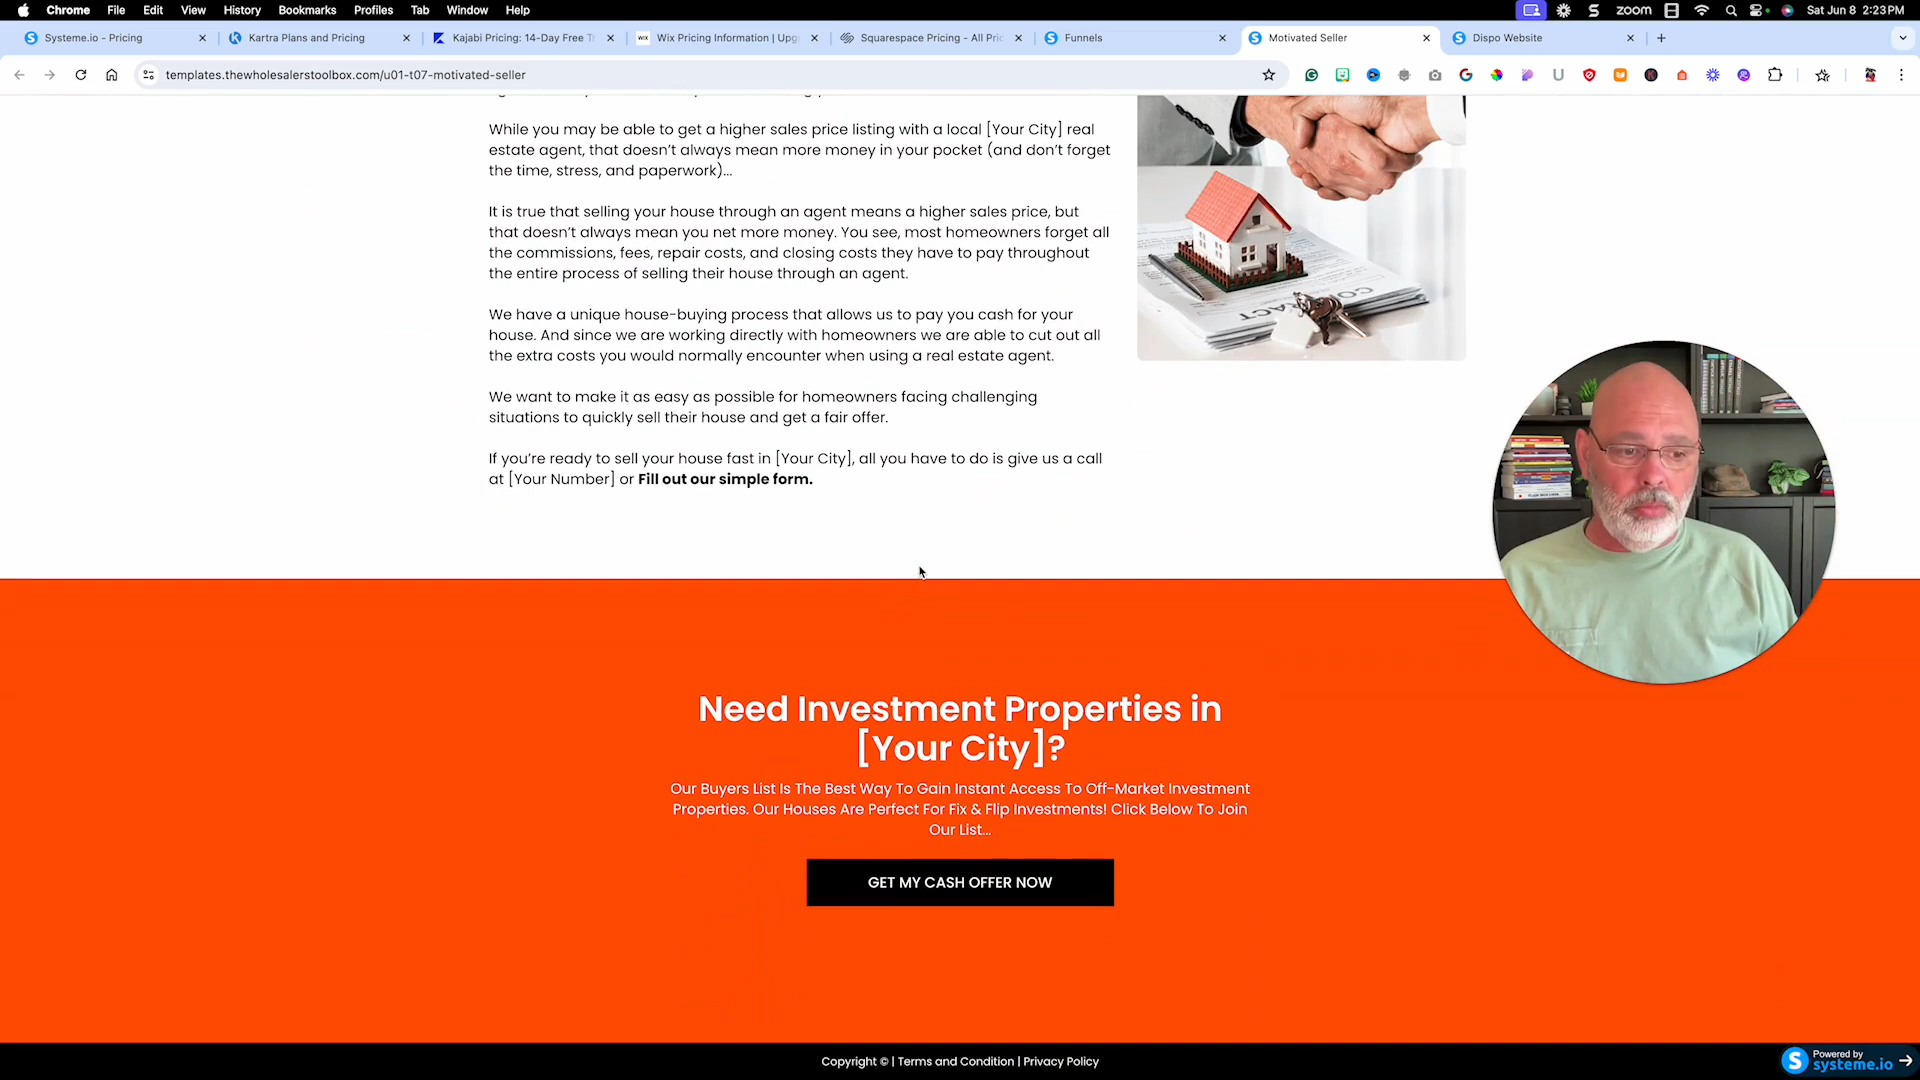 Chrome File Edit View History Bookmarks Profiles Tab Window Help
zoom
Sat Jun 8 2:23PM
Systeme.io - Pricing
Kartra Plans and Pricing
Kajabi Pricing: 14-Day Free T
WIX
Wix Pricing Information | Upg
Squarespace Pricing - All Pric
Funnels
Motivated Seller
Dispo Website
templates.thewholesalerstoolbox.com/u01-t07-motivated-seller
While you may be able to get a higher sales price listing with a local [Your City] real
estate agent, that doesn’t always mean more money in your pocket (and don’t forget
the time, stress, and paperwork)…
It is true that selling your house through an agent means a higher sales price, but
that doesn’t always mean you net more money. You see, most homeowners forget all
the commissions, fees, repair costs, and closing costs they have to pay throughout
the entire process of selling their house through an agent.
We have a unique house-buying process that allows us to pay you cash for your
house. And since we are working directly with homeowners we are able to cut out all
the extra costs you would normally encounter when using a real estate agent.
We want to make it as easy as possible for homeowners facing challenging
situations to quickly sell their house and get a fair offer.
If you’re ready to sell your house fast in [Your City], all you have to do is give us a call
at [Your Number] or Fill out our simple form.
CONTRACT
Need Investment Properties in
[Your City]?
Our Buyers List Is The Best Way To Gain Instant Access To Off-Market Investment
Properties. Our Houses Are Perfect For Fix & Flip Investments! Click Below To Join
Our List...
GET MY CASH OFFER NOW
Copyright © | Terms and Condition | Privacy Policy
Powered by
systeme.io